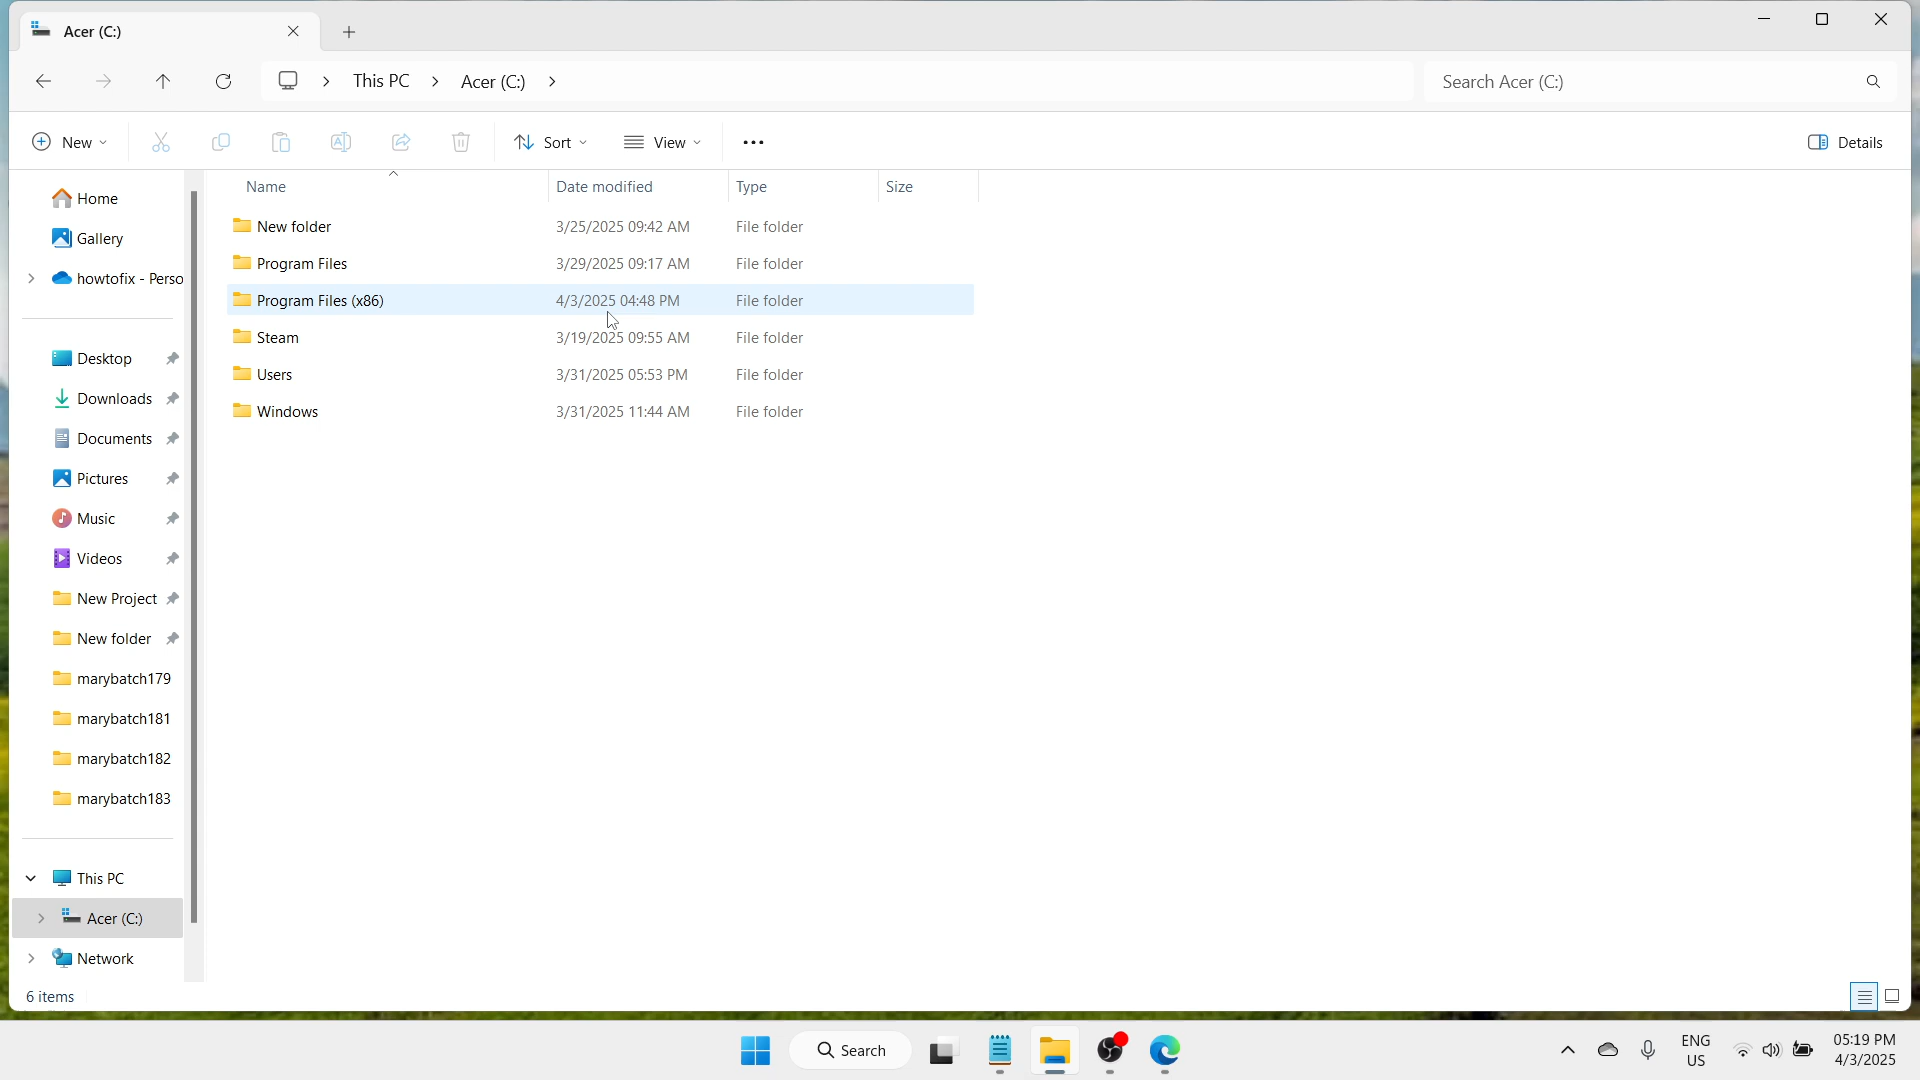 Acer (C:)
This PC > Acer (C:) >
Search Acer (C:)
New
Sort
View
Details
Home
Gallery
howtofix - Perso
Desktop
Downloads
Documents
Pictures
Music
Videos
New Project
New folder
marybatch179
marybatch181
marybatch182
marybatch183
This PC
Acer (C:)
Network
Name Date modified Type Size
New folder 3/25/2025 09:42 AM File folder
Program Files 3/29/2025 09:17 AM File folder
Program Files (x86) 4/3/2025 04:48 PM File folder
Steam 3/19/2025 09:55 AM File folder
Users 3/31/2025 05:53 PM File folder
Windows 3/31/2025 11:44 AM File folder
6 items
Search
ENG
US
05:19 PM
4/3/2025